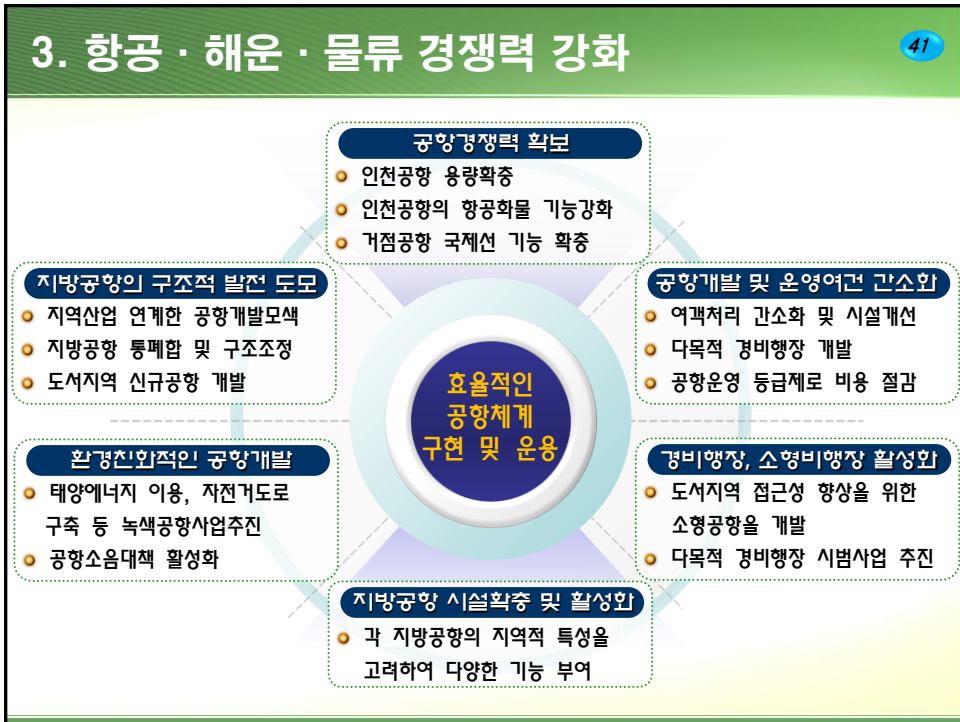 3. 항공 · 해운 · 물류 경쟁력 강화
41
공항경쟁력 확보
인천공항 용량확충
인천공항의 항공화물 기능강화
거점공항 국제선 기능 확충
지방공항의 구조적 발전 도모
지역산업 연계한 공항개발모색
지방공항 통폐합 및 구조조정
도서지역 신규공항 개발
공항개발 및 운영여건 간소화
여객처리 간소화 및 시설개선
다목적 경비행장 개발
공항운영 등급제로 비용 절감
효율적인
공항체계
구현 및 운용
환경친화적인 공항개발
태양에너지 이용, 자전거도로
구축 등 녹색공항사업추진
공항소음대책 활성화
경비행장, 소형비행장 활성화
도서지역 접근성 향상을 위한
소형공항을 개발
다목적 경비행장 시범사업 추진
지방공항 시설확충 및 활성화
각 지방공항의 지역적 특성을
고려하여 다양한 기능 부여